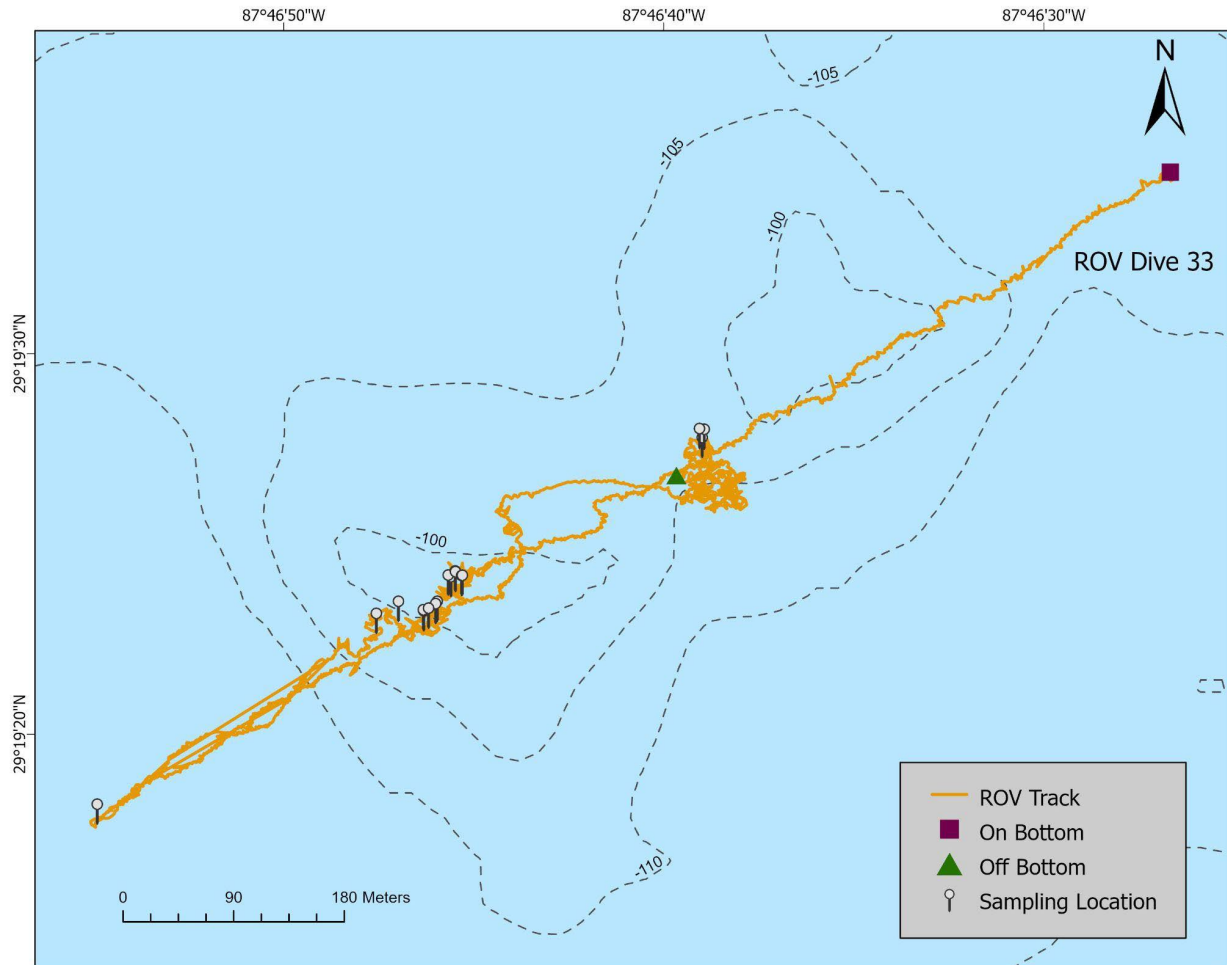 87°46'50"W
87°46'40"W
87°46'30"W
N
-105
-105
-100
ROV Dive 33
29°19'30"N
-100
29°19'20"N
-110
0 90 180 Meters
ROV Track
On Bottom
Off Bottom
Sampling Location